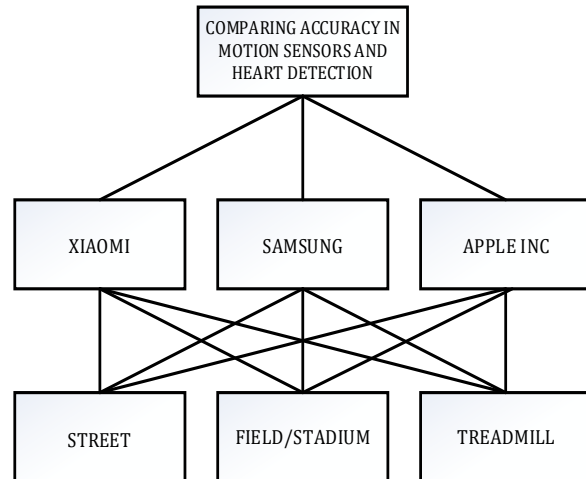 COMPARING ACCURACY IN
MOTION SENSORS AND
HEART DETECTION
XIAOMI
SAMSUNG
APPLE INC
STREET
FIELD/STADIUM
TREADMILL